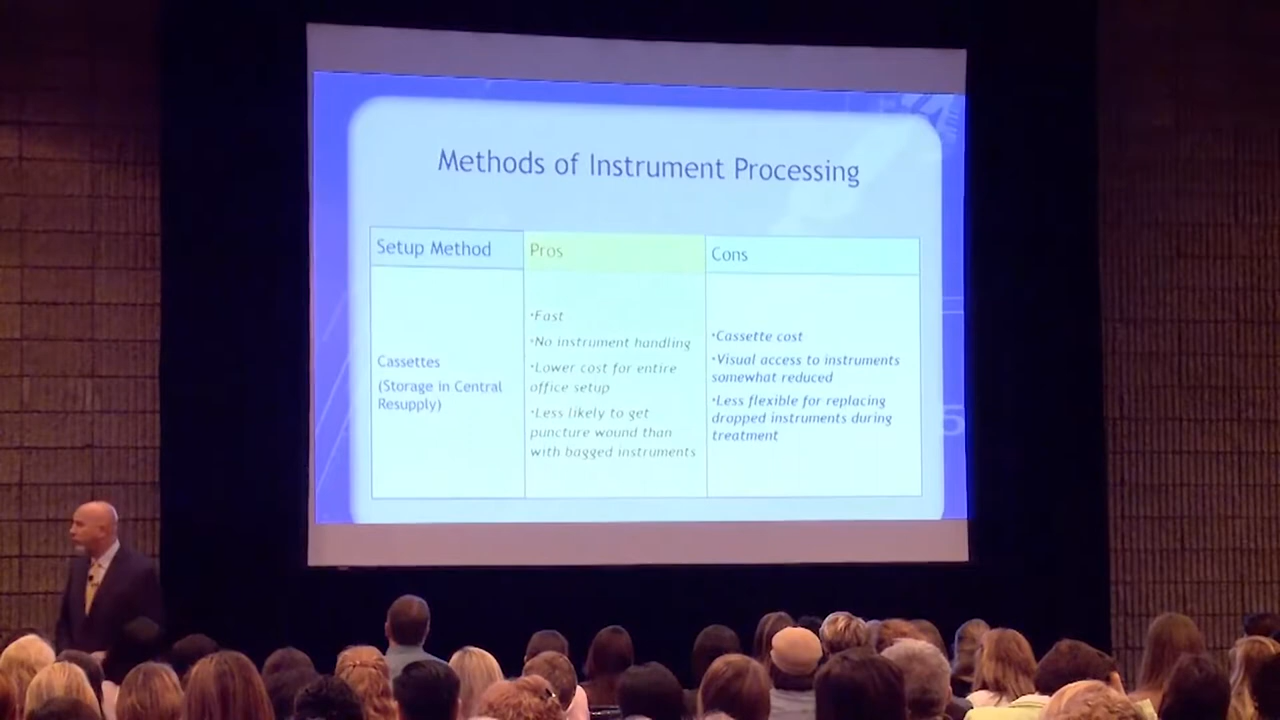 Methods of Instrument Processing
Setup Method
Pros
Cons
Cassettes
(Storage in Central
Resupply)
•Fast
•No instrument handling
•Lower cost for entire
office setup
•Less likely to get
puncture wound than
with bagged instruments
•Cassette cost
•Visual access to instruments
somewhat reduced
•Less flexible for replacing
dropped instruments during
treatment